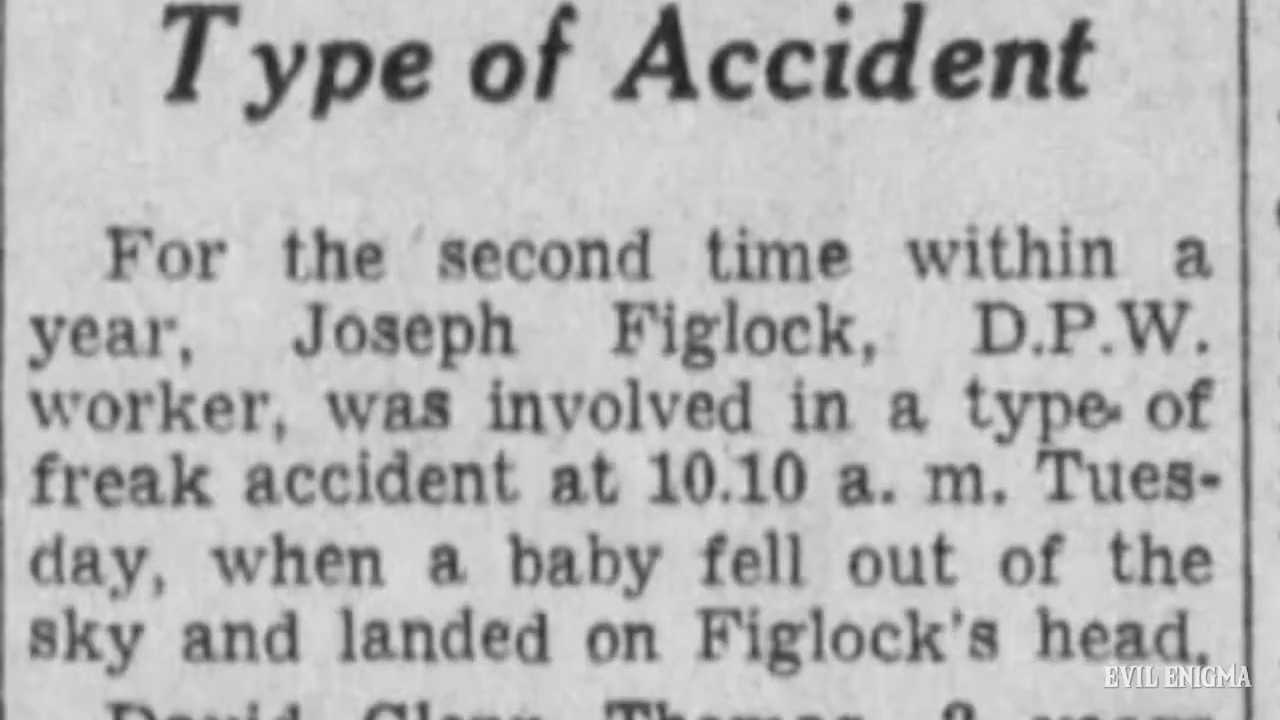 Type of Accident
For the second time within a
year, Joseph Figlock, D.P.W.
worker, was involved in a type of
freak accident at 10.10 a. m. Tues-
day, when a baby fell out of the
sky and landed on Figlock's head.
EVIL ENIGMA